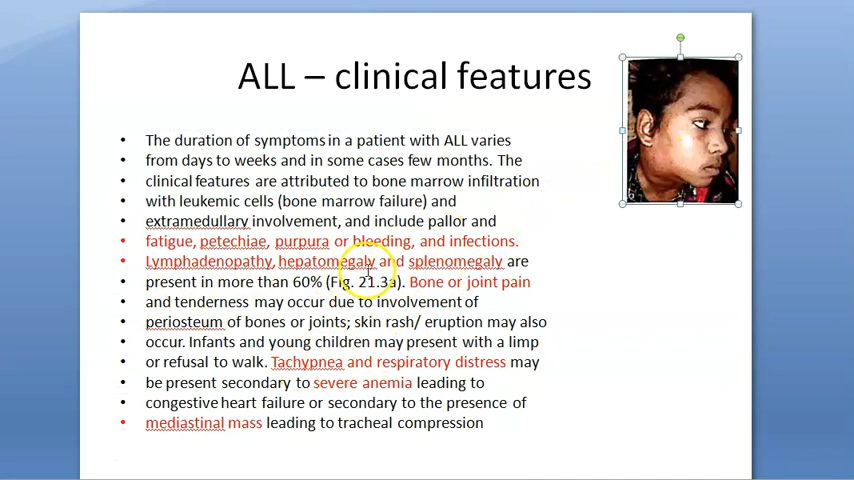 ALL – clinical features
• The duration of symptoms in a patient with ALL varies
• from days to weeks and in some cases few months. The
• clinical features are attributed to bone marrow infiltration
• with leukemic cells (bone marrow failure) and
• extramedullary involvement, and include pallor and
• fatigue, petechiae, purpura or bleeding, and infections.
• Lymphadenopathy, hepatomegaly and splenomegaly are
• present in more than 60% (Fig. 21.3a). Bone or joint pain
• and tenderness may occur due to involvement of
• periosteum of bones or joints; skin rash/ eruption may also
• occur. Infants and young children may present with a limp
• or refusal to walk. Tachypnea and respiratory distress may
• be present secondary to severe anemia leading to
• congestive heart failure or secondary to the presence of
• mediastinal mass leading to tracheal compression